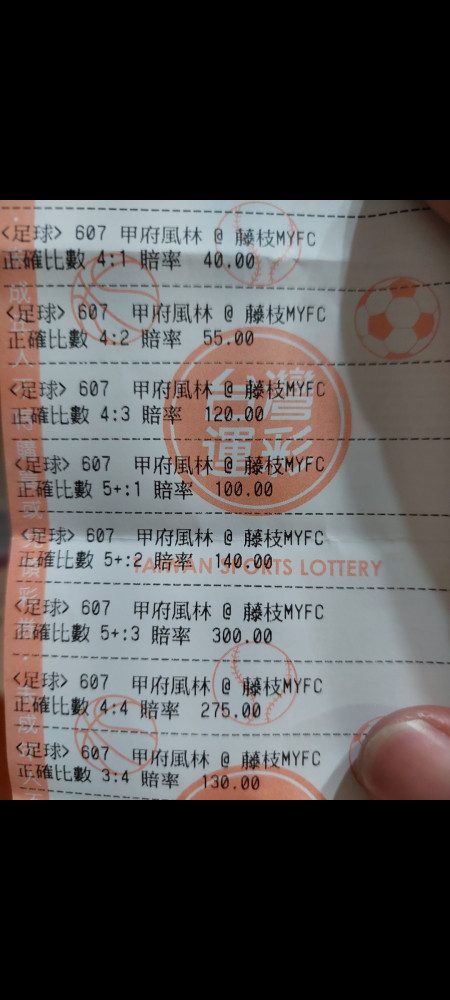 <足球> 607 甲府風林 @ 藤枝MYFC
正確比數 4:1 賠率 40.00
<足球> 607 甲府風林 @ 藤枝MYFC
正確比數 4:2 賠率 55.00
<足球> 607 甲府風林 @ 藤枝MYFC
正確比數 4:3 賠率 120.00
<足球> 607 甲府風林 @ 藤枝MYFC
正確比數 5+:1 賠率 100.00
<足球> 607 甲府風林 @ 藤枝MYFC
正確比數 5+:2 賠率 140.00
<足球> 607 甲府風林 @ 藤枝MYFC
正確比數 5+:3 賠率 300.00
<足球> 607 甲府風林 @ 藤枝MYFC
正確比數 4:4 賠率 275.00
<足球> 607 甲府風林 @ 藤枝MYFC
正確比數 3:4 賠率 130.00
台灣
運彩
TAIWAN SPORTS LOTTERY